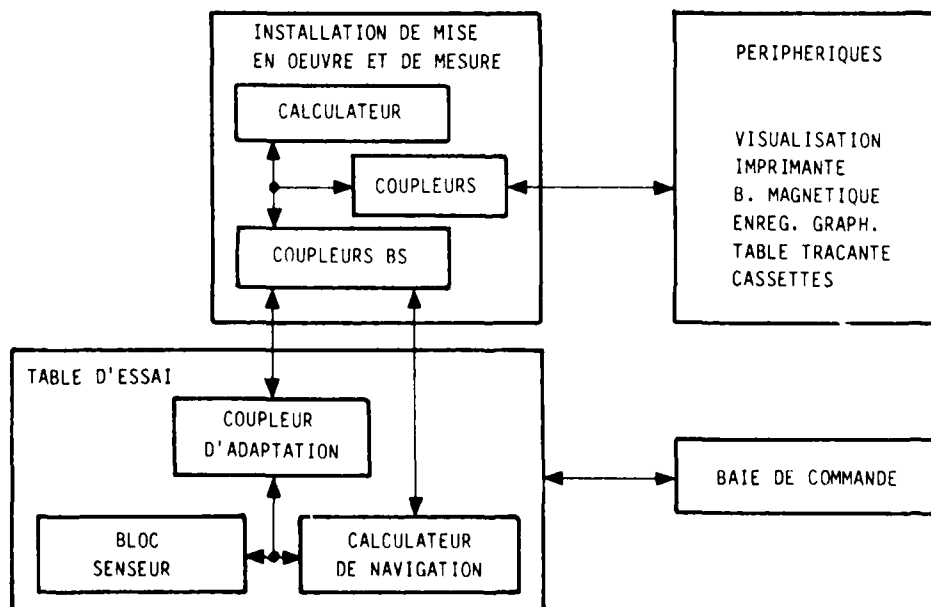 INSTALLATION DE MISE
EN OEUVRE ET DE MESURE
CALCULATEUR
COUPLEURS
COUPLEURS BS
PERIPHERIQUES
VISUALISATION
IMPRIMANTE
B. MAGNETIQUE
ENREG. GRAPH.
TABLE TRACANTE
CASSETTES
TABLE D'ESSAI
COUPLEUR
D'ADAPTATION
BLOC
SENSEUR
CALCULATEUR
DE NAVIGATION
BAIE DE COMMANDE